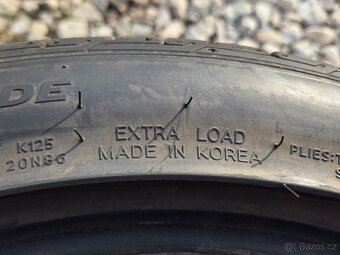 DE
K125
20N86
EXTRA LOAD
MADE IN KOREA
PLIES:T
S
© Bazos.cz